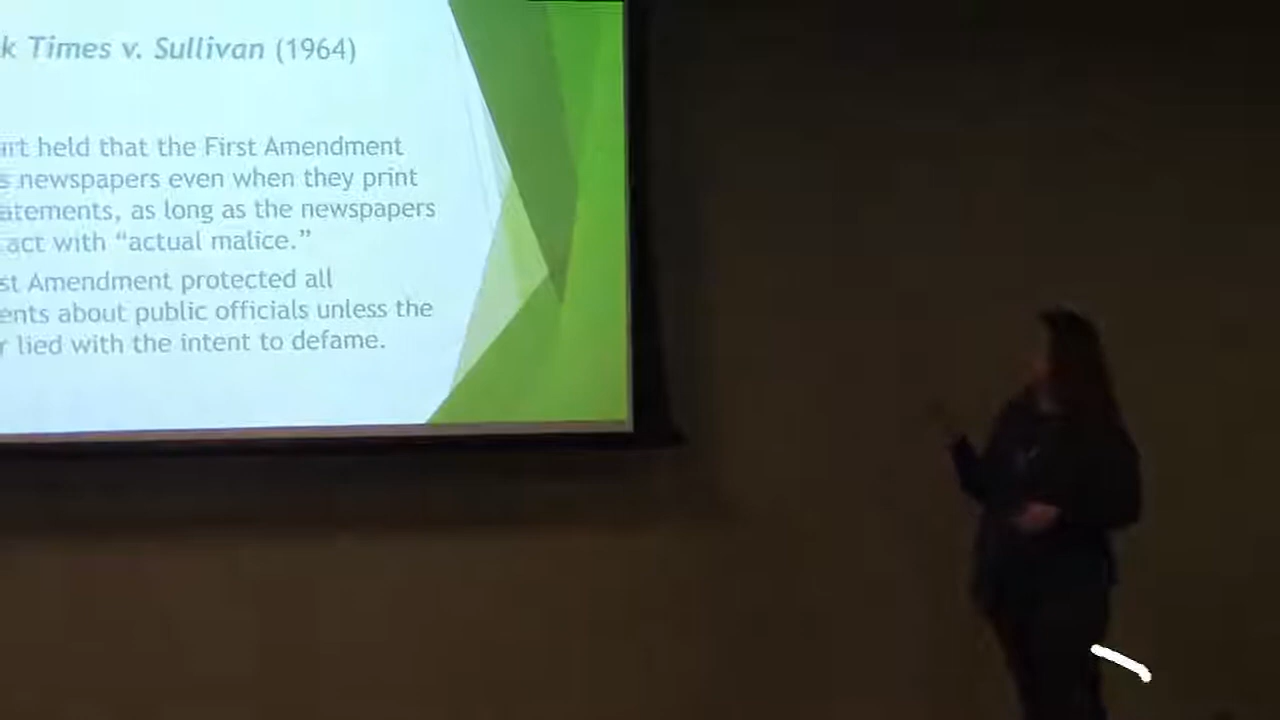 k Times v. Sullivan (1964)
held that the First Amendment
newspapers even when they print
atements, as long as the newspapers
act with “actual malice.”
st Amendment protected all
ents about public officials unless the
r lied with the intent to defame.